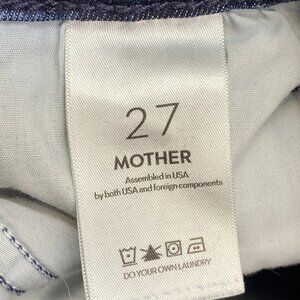 27
MOTHER
Assembled in USA
by both USA and foreign components
DO YOUR OWN LAUNDRY